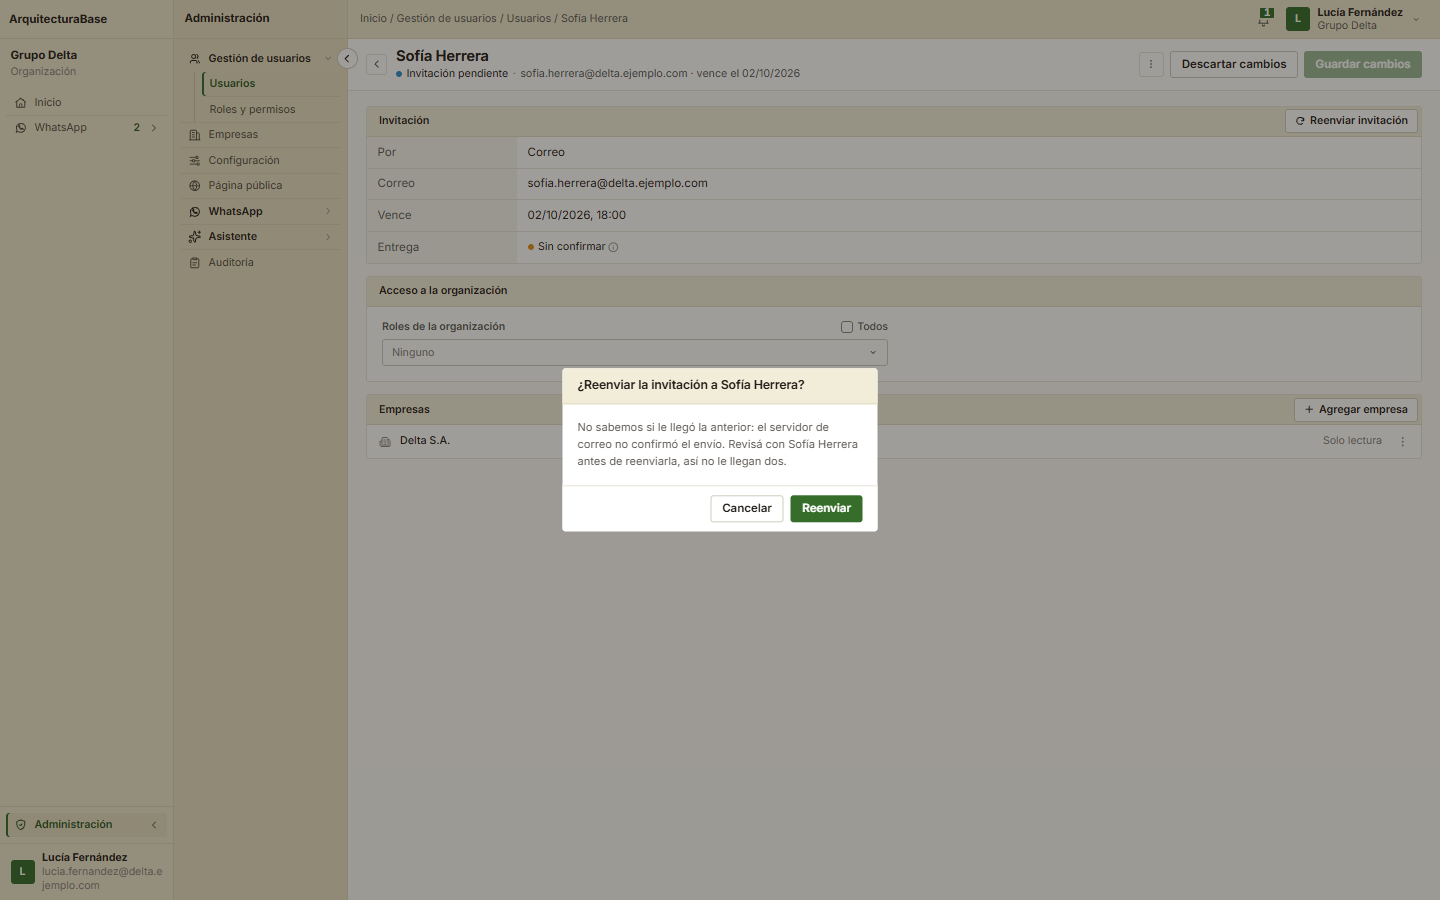 ArquitecturaBase
Grupo Delta
Organización
Inicio
WhatsApp 2
Administración
Lucía Fernández
lucia.fernandez@delta.e
jemplo.com
L
Administración
Gestión de usuarios
Usuarios
Roles y permisos
Empresas
Configuración
Página pública
WhatsApp
Asistente
Auditoría
Inicio / Gestión de usuarios / Usuarios / Sofía Herrera
1
L
Lucía Fernández
Grupo Delta
Sofía Herrera
Invitación pendiente · sofia.herrera@delta.ejemplo.com · vence el 02/10/2026
Descartar cambios
Guardar cambios
Invitación
Reenviar invitación
Por Correo
Correo sofia.herrera@delta.ejemplo.com
Vence 02/10/2026, 18:00
Entrega Sin confirmar
Acceso a la organización
Roles de la organización
Todos
Ninguno
Empresas
Agregar empresa
Delta S.A.
Solo lectura
¿Reenviar la invitación a Sofía Herrera?
No sabemos si le llegó la anterior: el servidor de
correo no confirmó el envío. Revisá con Sofía Herrera
antes de reenviarla, así no le llegan dos.
Cancelar
Reenviar